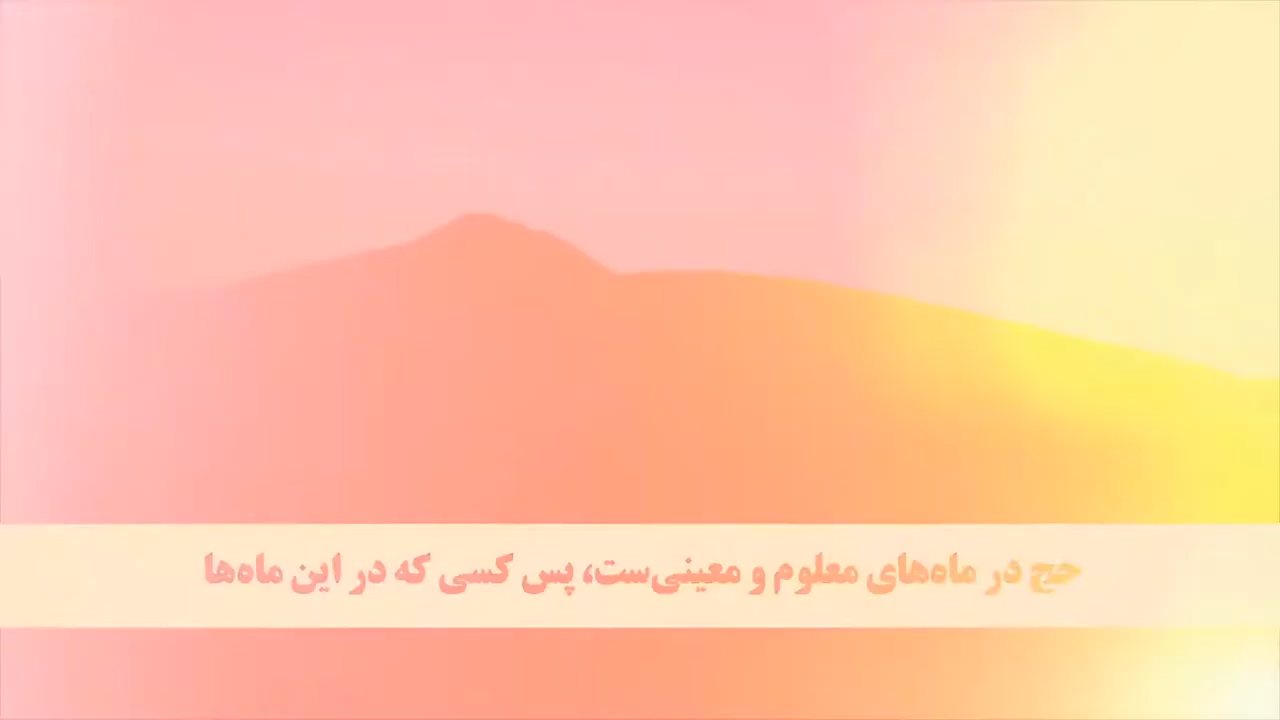 حج در ماه‌های معلوم و معینی‌ست، پس کسی که در این ماه‌ها